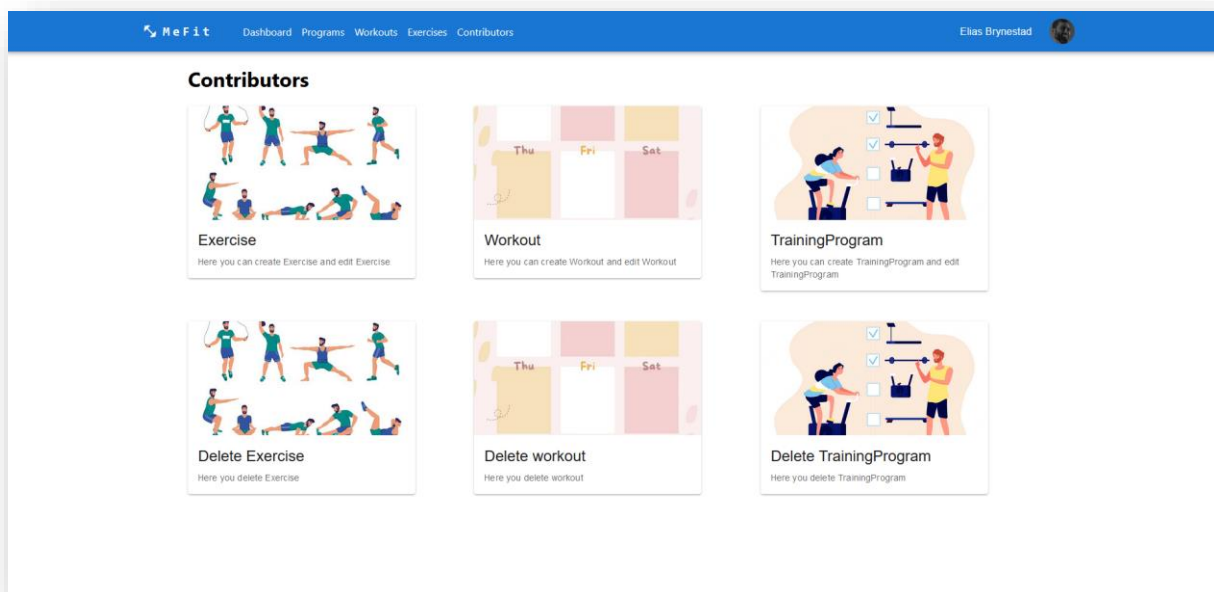 MeFit Dashboard Programs Workouts Exercises Contributors Elias Brynestad
Contributors
Thu Fri Sat
Exercise
Here you can create Exercise and edit Exercise
Workout
Here you can create Workout and edit Workout
TrainingProgram
Here you can create TrainingProgram and edit
TrainingProgram
Thu Fri Sat
Delete Exercise
Here you delete Exercise
Delete workout
Here you delete workout
Delete TrainingProgram
Here you delete TrainingProgram